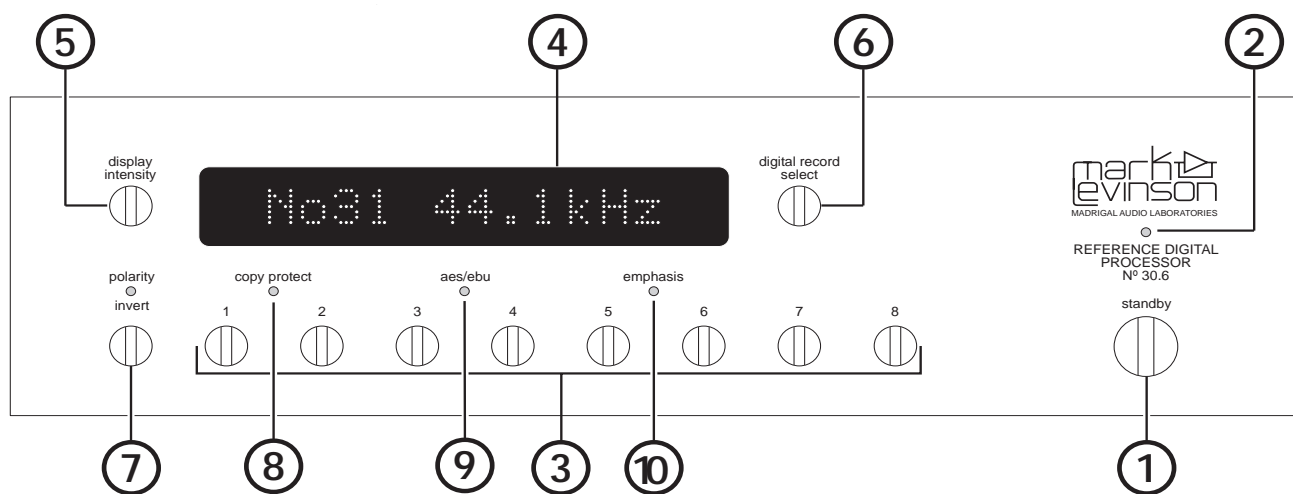 5
4
6
2
display
intensity
No31 44.1kHz
digital record
select
mark
levinson
MADRIGAL AUDIO LABORATORIES
REFERENCE DIGITAL
PROCESSOR
Nº 30.6
polarity
copy protect
aes/ebu
emphasis
invert
standby
1
2
3
4
5
6
7
8
7
8
9
3
10
1